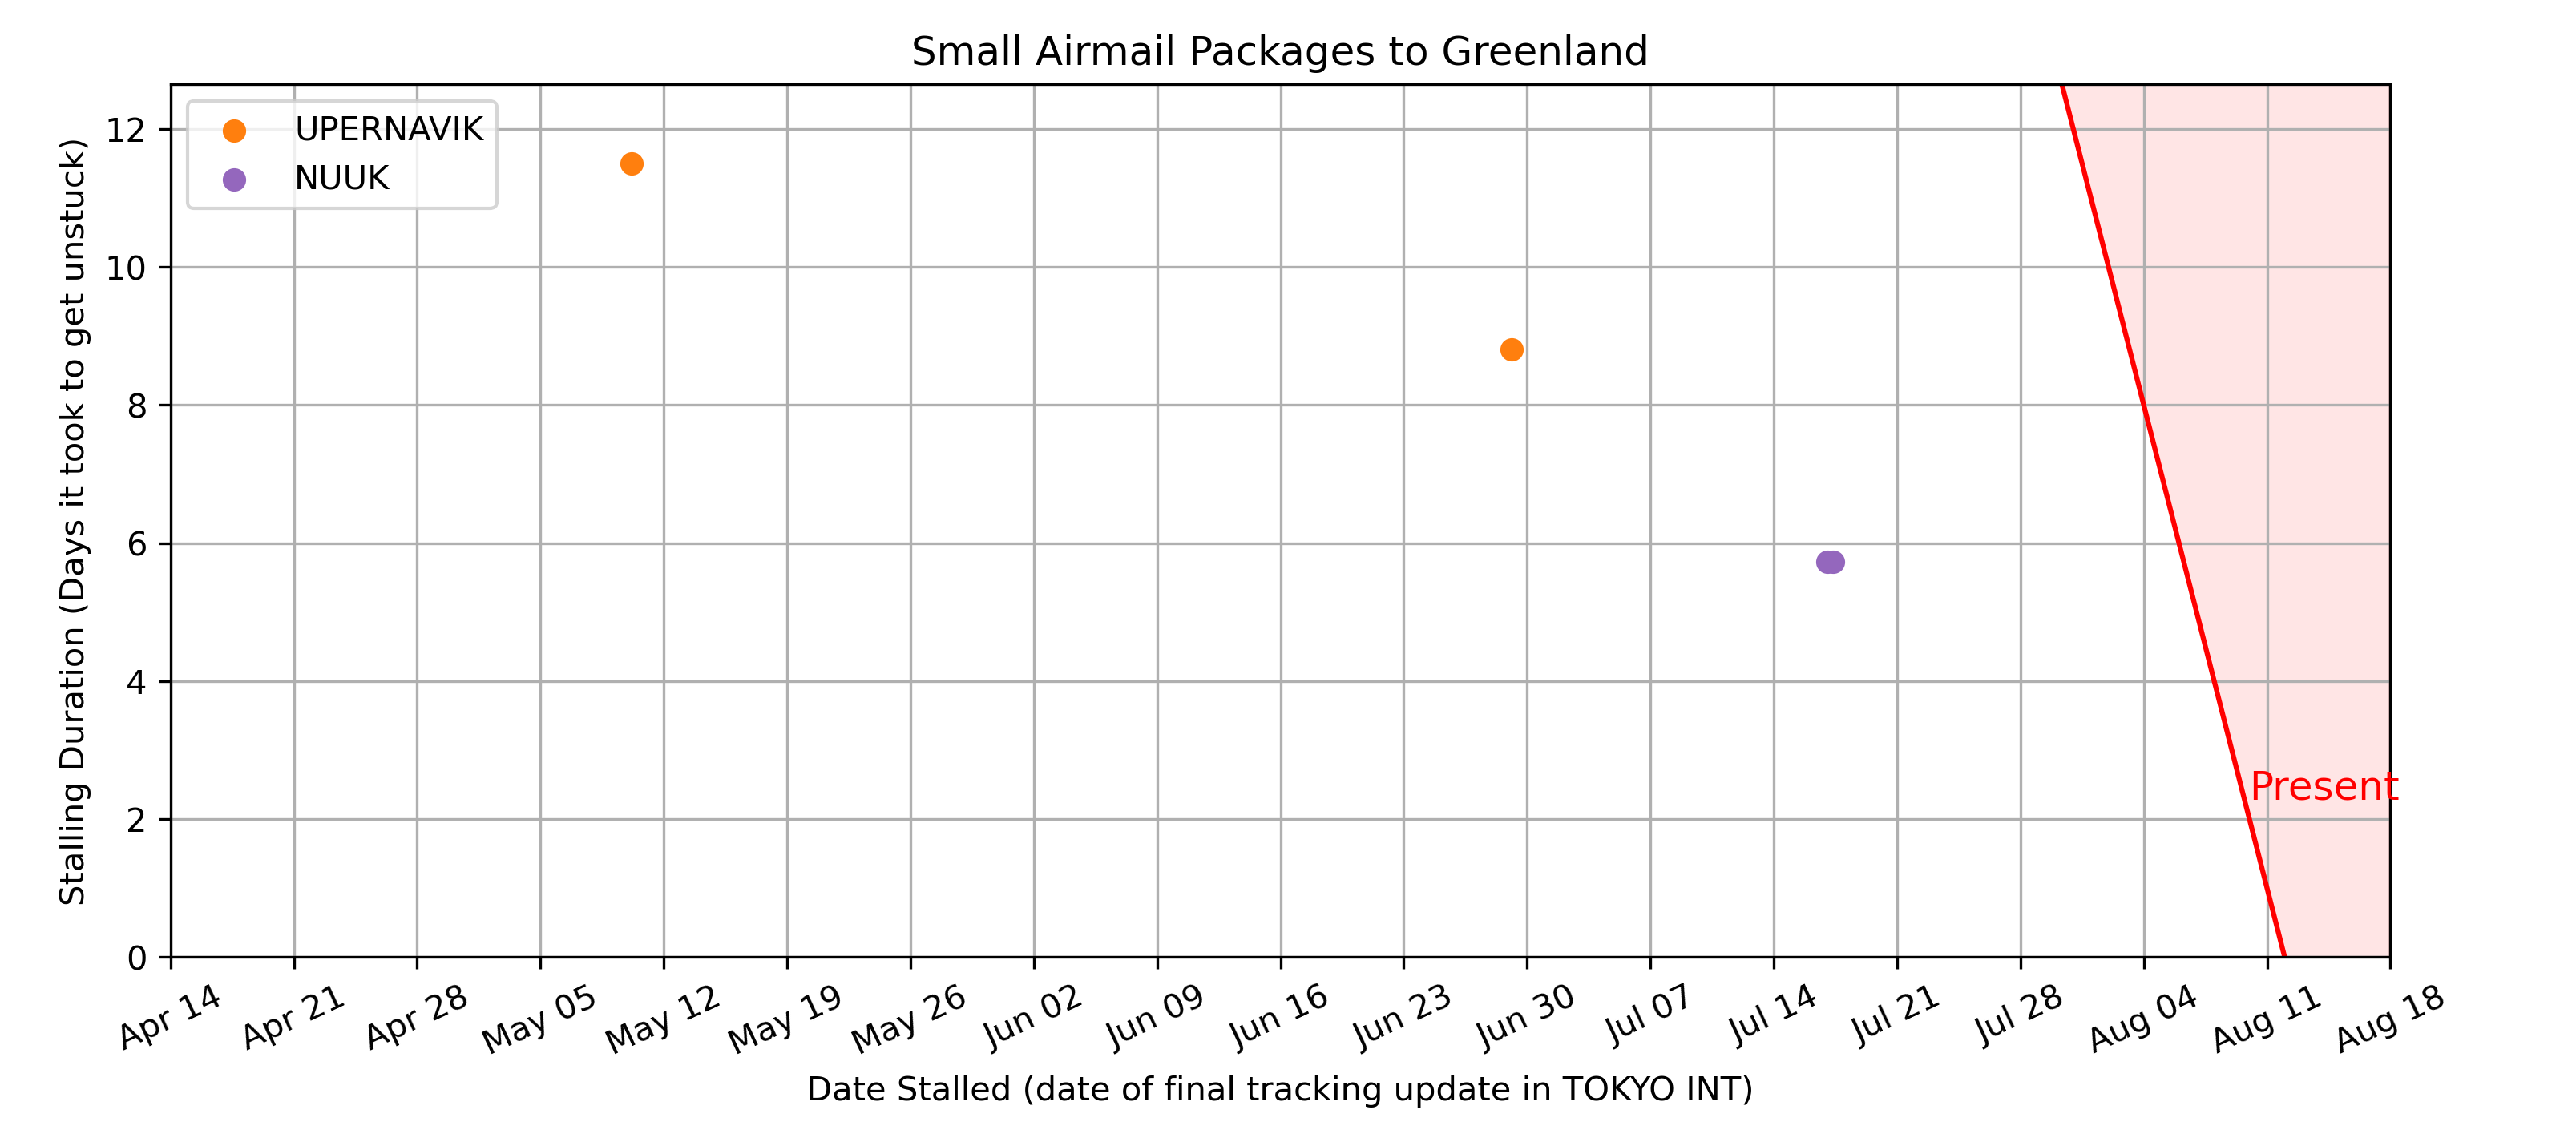 Small Airmail Packages to Greenland
UPERNAVIK
NUUK
Stalling Duration (Days it took to get unstuck)
12
10
8
6
4
2
0
Present
Apr 14
Apr 21
Apr 28
May 05
May 12
May 19
May 26
Jun 02
Jun 09
Jun 16
Jun 23
Jun 30
Jul 07
Jul 14
Jul 21
Jul 28
Aug 04
Aug 11
Aug 18
Date Stalled (date of final tracking update in TOKYO INT)